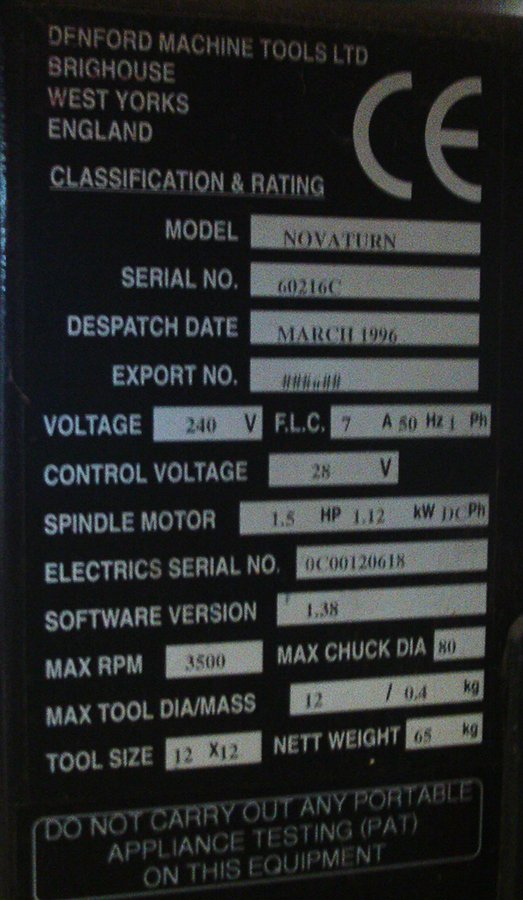 DENFORD MACHINE TOOLS LTD
BRIGHOUSE
WEST YORKS
ENGLAND
CE
CLASSIFICATION & RATING
MODEL NOVATURN
SERIAL NO. 60216C
DESPATCH DATE MARCH 1996
EXPORT NO. ######
VOLTAGE 240 V F.L.C. 7 A 50 Hz 1 Ph
CONTROL VOLTAGE 28 V
SPINDLE MOTOR 1.5 HP 1.12 kW DC Ph
ELECTRICS SERIAL NO. 0C00120618
SOFTWARE VERSION 1.38
MAX RPM 3500 MAX CHUCK DIA 80
MAX TOOL DIA/MASS 12 / 0.4 kg
TOOL SIZE 12 X12 NETT WEIGHT 65 kg
DO NOT CARRY OUT ANY PORTABLE
APPLIANCE TESTING (PAT)
ON THIS EQUIPMENT